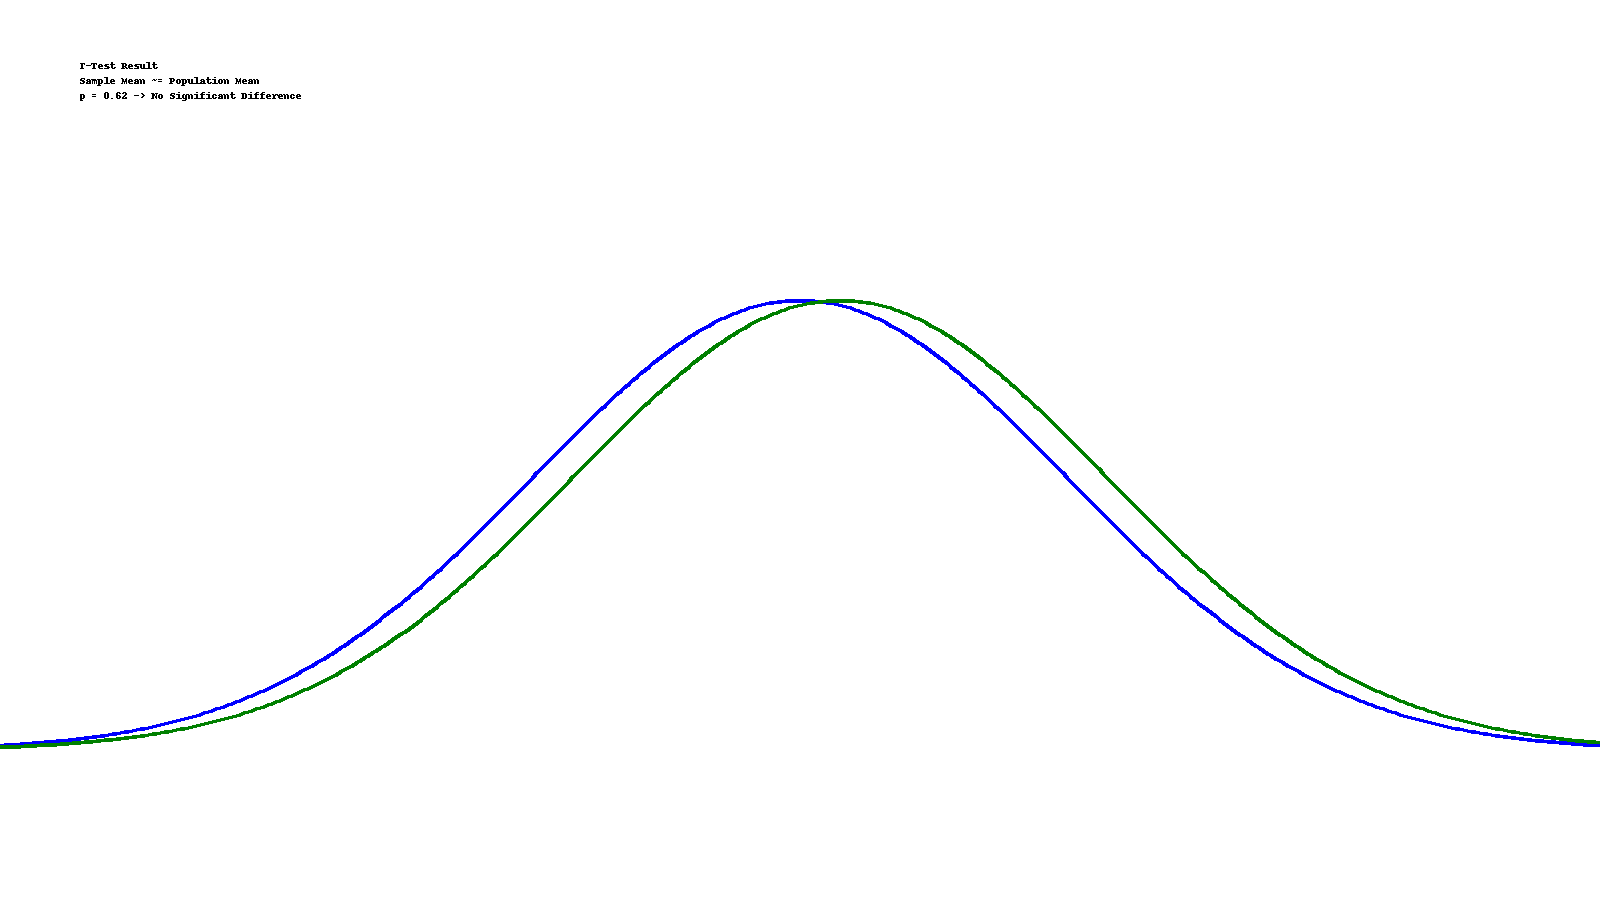 T-Test Result
Sample Mean ~= Population Mean
p = 0.62 -> No Significant Difference